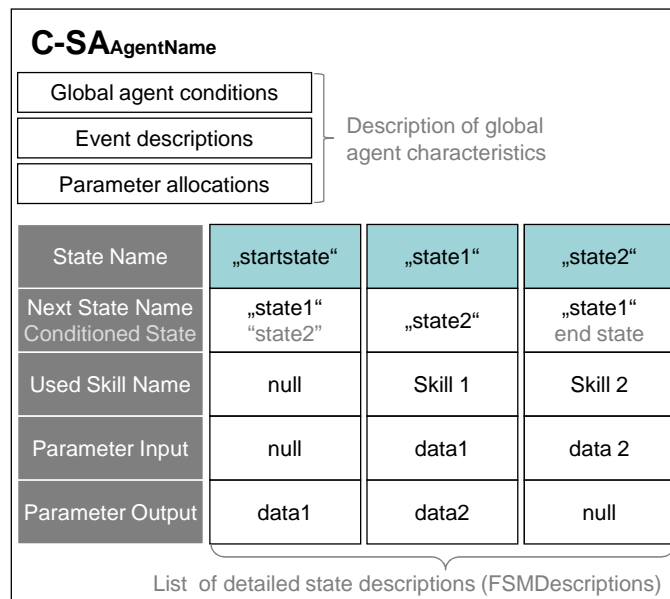 C-SAAgentName
Global agent conditions
Event descriptions
Parameter allocations
Description of global
agent characteristics
State Name
„startstate“
„state1“
„state2“
Next State Name
Conditioned State
„state1“
“state2”
„state2“
„state1“
end state
Used Skill Name
null
Skill 1
Skill 2
Parameter Input
null
data1
data 2
Parameter Output
data1
data2
null
List of detailed state descriptions (FSMDescriptions)